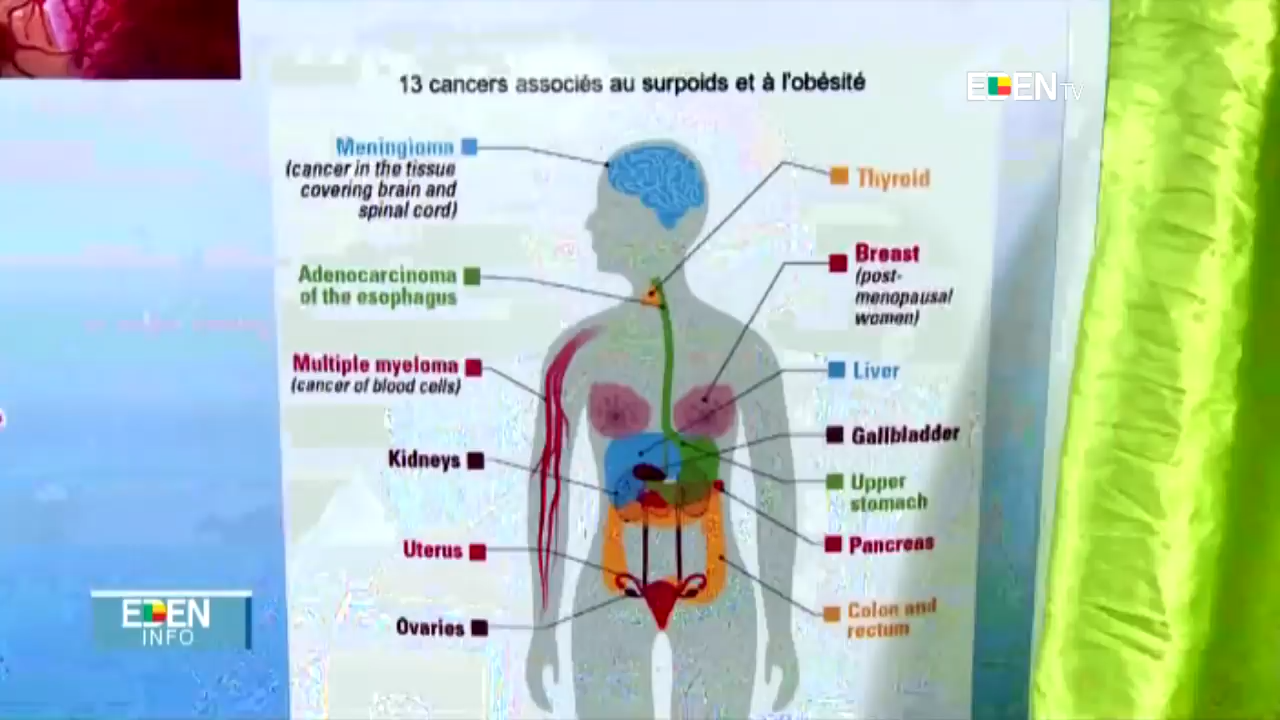 13 cancers associés au surpoids et à l'obésité
EDEN TV
Meningioma
(cancer in the tissue
covering brain and
spinal cord)
Adenocarcinoma
of the esophagus
Multiple myeloma
(cancer of blood cells)
Kidneys
Uterus
Ovaries
Thyroid
Breast
(post-
menopausal
women)
Liver
Gallbladder
Upper
stomach
Pancreas
Colon and
rectum
EDEN
INFO